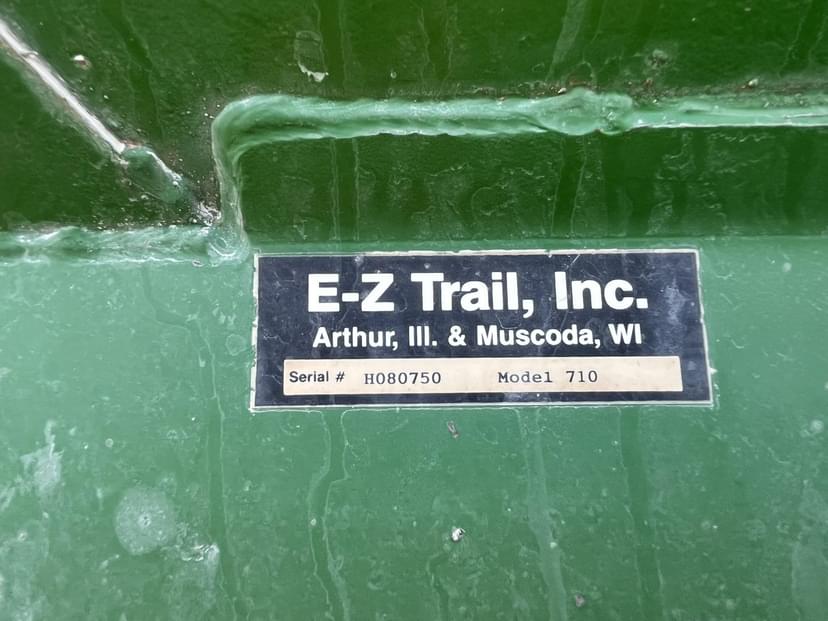 E-Z Trail, Inc.
Arthur, Ill. & Muscoda, WI
Serial # H080750 Model 710